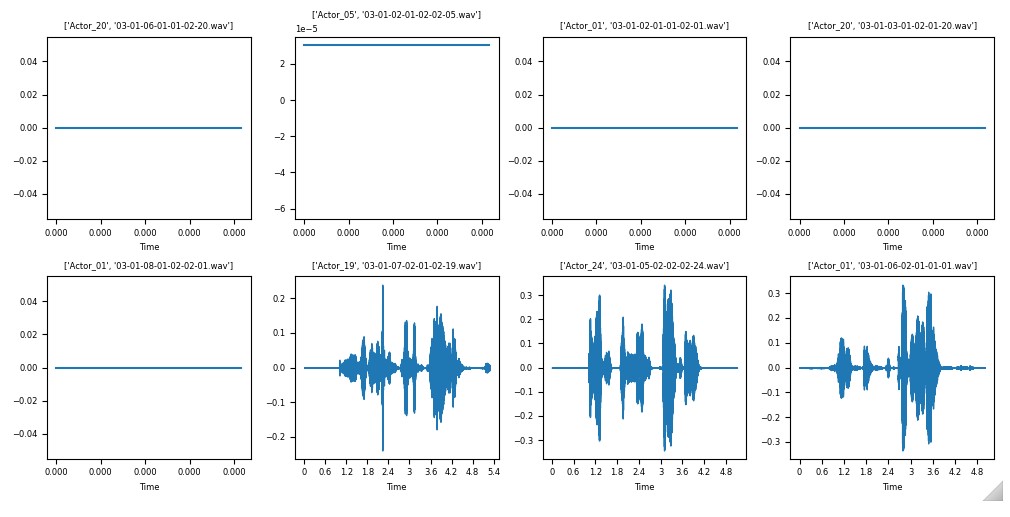 ['Actor_20', '03-01-06-01-01-02-20.wav']
['Actor_05', '03-01-02-01-02-02-05.wav']
['Actor_01', '03-01-02-01-01-02-01.wav']
['Actor_20', '03-01-03-01-02-01-20.wav']
0.04
0.02
0.00
−0.02
−0.04
0.000 0.000 0.000 0.000 0.000
Time
1e−5
2
0
−2
−4
−6
0.000 0.000 0.000 0.000 0.000
Time
0.04
0.02
0.00
−0.02
−0.04
0.000 0.000 0.000 0.000 0.000
Time
0.04
0.02
0.00
−0.02
−0.04
0.000 0.000 0.000 0.000 0.000
Time
['Actor_01', '03-01-08-01-02-02-01.wav']
['Actor_19', '03-01-07-02-01-02-19.wav']
['Actor_24', '03-01-05-02-02-02-24.wav']
['Actor_01', '03-01-06-02-01-01-01.wav']
0.04
0.02
0.00
−0.02
−0.04
0.000 0.000 0.000 0.000 0.000
Time
0.2
0.1
0.0
−0.1
−0.2
0 0.6 1.2 1.8 2.4 3 3.6 4.2 4.8 5.4
Time
0.3
0.2
0.1
0.0
−0.1
−0.2
−0.3
0 0.6 1.2 1.8 2.4 3 3.6 4.2 4.8
Time
0.3
0.2
0.1
0.0
−0.1
−0.2
−0.3
0 0.6 1.2 1.8 2.4 3 3.6 4.2 4.8
Time